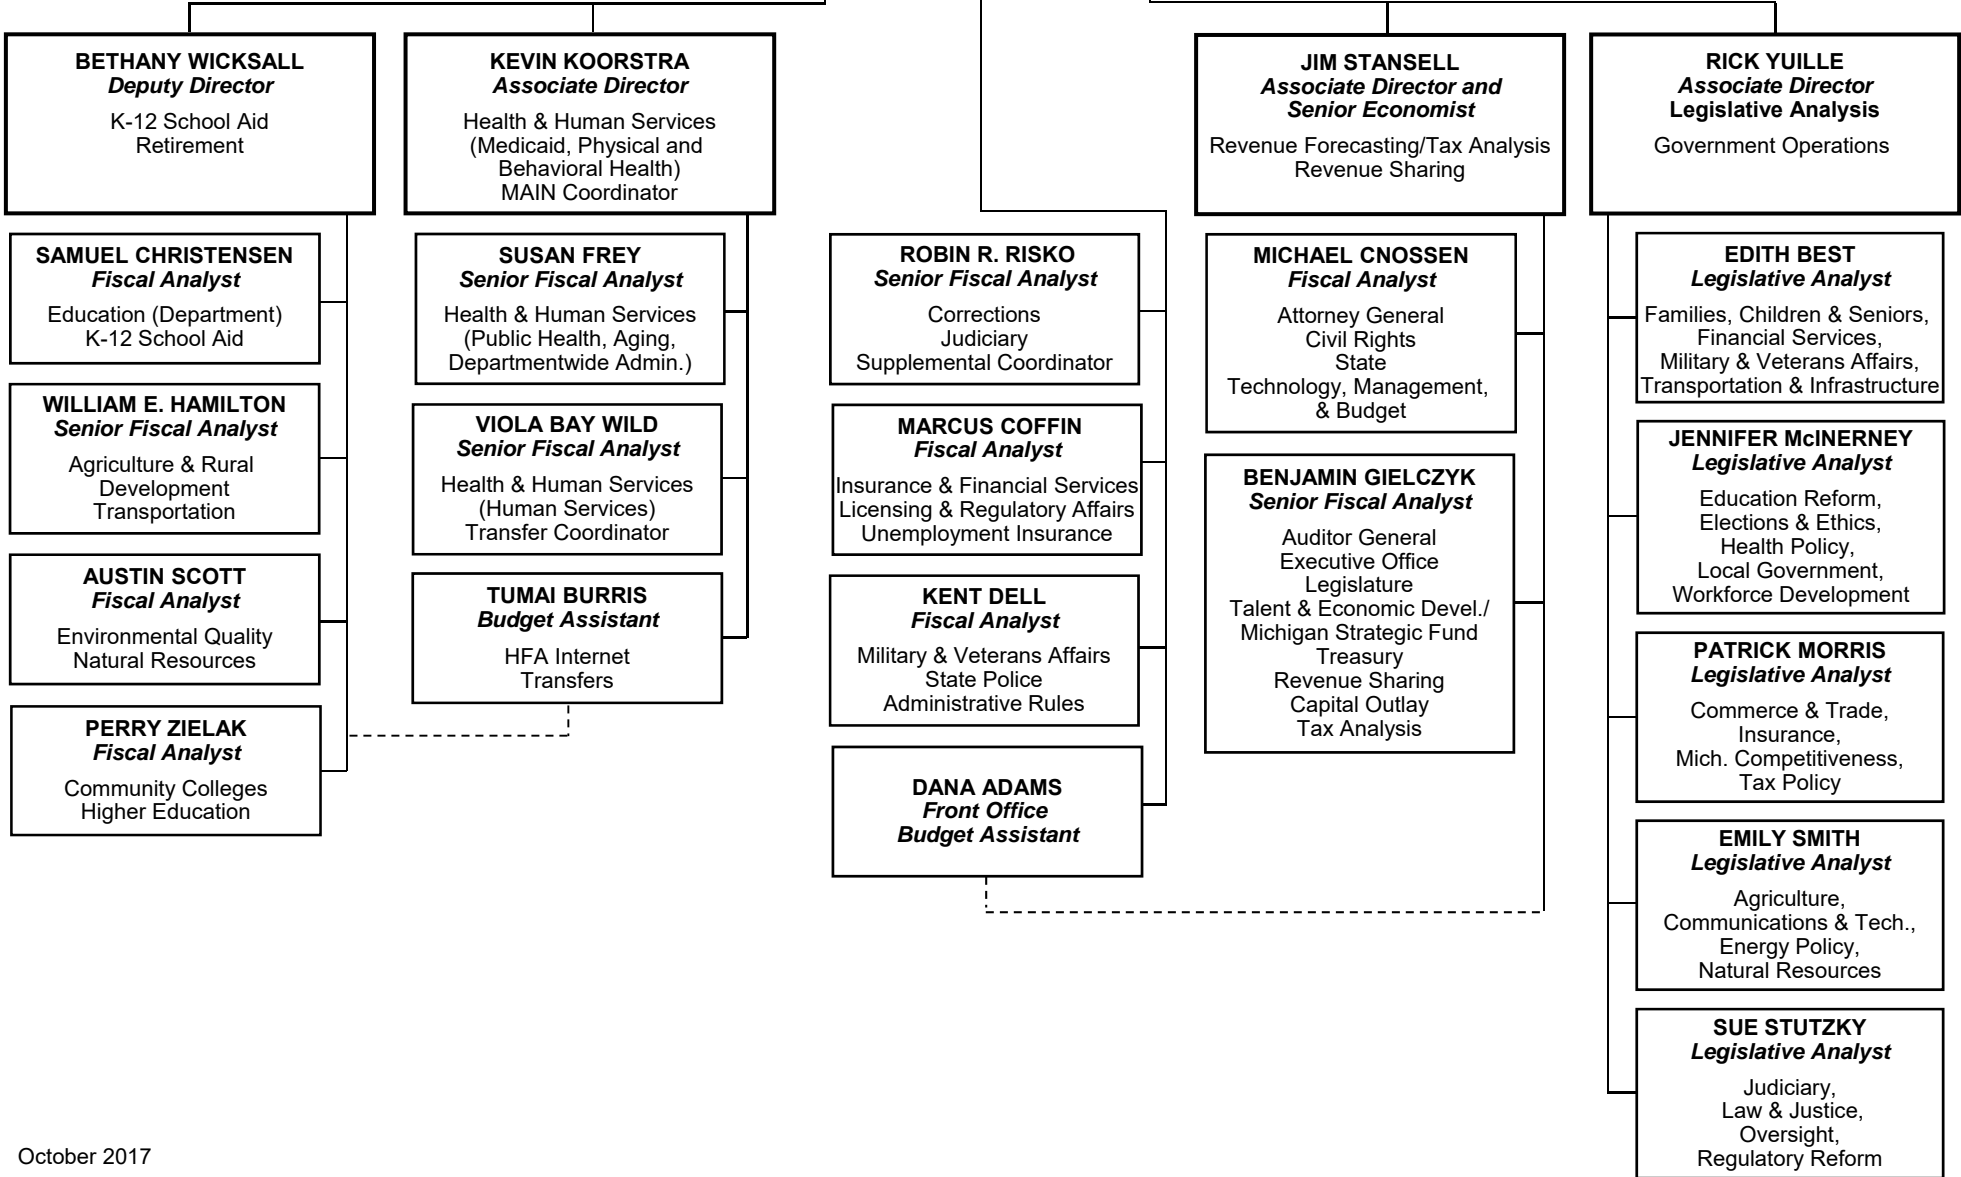 BETHANY WICKSALL
Deputy Director
K-12 School Aid
Retirement
KEVIN KOORSTRA
Associate Director
Health & Human Services
(Medicaid, Physical and
Behavioral Health)
MAIN Coordinator
JIM STANSELL
Associate Director and
Senior Economist
Revenue Forecasting/Tax Analysis
Revenue Sharing
RICK YUILLE
Associate Director
Legislative Analysis
Government Operations
SAMUEL CHRISTENSEN
Fiscal Analyst
Education (Department)
K-12 School Aid
WILLIAM E. HAMILTON
Senior Fiscal Analyst
Agriculture & Rural
Development
Transportation
AUSTIN SCOTT
Fiscal Analyst
Environmental Quality
Natural Resources
PERRY ZIELAK
Fiscal Analyst
Community Colleges
Higher Education
SUSAN FREY
Senior Fiscal Analyst
Health & Human Services
(Public Health, Aging,
Departmentwide Admin.)
VIOLA BAY WILD
Senior Fiscal Analyst
Health & Human Services
(Human Services)
Transfer Coordinator
TUMAI BURRIS
Budget Assistant
HFA Internet
Transfers
ROBIN R. RISKO
Senior Fiscal Analyst
Corrections
Judiciary
Supplemental Coordinator
MARCUS COFFIN
Fiscal Analyst
Insurance & Financial Services
Licensing & Regulatory Affairs
Unemployment Insurance
KENT DELL
Fiscal Analyst
Military & Veterans Affairs
State Police
Administrative Rules
DANA ADAMS
Front Office
Budget Assistant
MICHAEL CNOSSEN
Fiscal Analyst
Attorney General
Civil Rights
State
Technology, Management,
& Budget
BENJAMIN GIELCZYK
Senior Fiscal Analyst
Auditor General
Executive Office
Legislature
Talent & Economic Devel./
Michigan Strategic Fund
Treasury
Revenue Sharing
Capital Outlay
Tax Analysis
EDITH BEST
Legislative Analyst
Families, Children & Seniors,
Financial Services,
Military & Veterans Affairs,
Transportation & Infrastructure
JENNIFER McINERNEY
Legislative Analyst
Education Reform,
Elections & Ethics,
Health Policy,
Local Government,
Workforce Development
PATRICK MORRIS
Legislative Analyst
Commerce & Trade,
Insurance,
Mich. Competitiveness,
Tax Policy
EMILY SMITH
Legislative Analyst
Agriculture,
Communications & Tech.,
Energy Policy,
Natural Resources
SUE STUTZKY
Legislative Analyst
Judiciary,
Law & Justice,
Oversight,
Regulatory Reform
October 2017